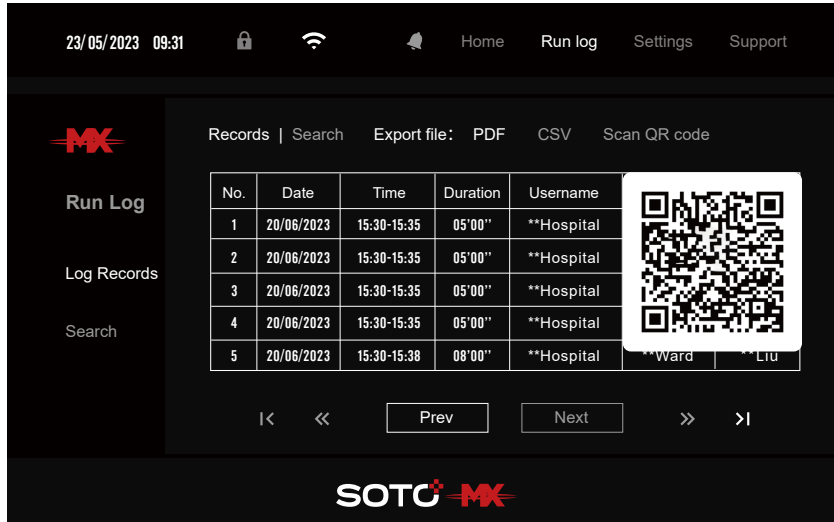 23/05/2023 09:31 Home Run log Settings Support
MX
Records | Search Export file: PDF CSV Scan QR code
Run Log
Log Records
Search
No. Date Time Duration Username
1 20/06/2023 15:30-15:35 05'00'' **Hospital
2 20/06/2023 15:30-15:35 05'00'' **Hospital
3 20/06/2023 15:30-15:35 05'00'' **Hospital
4 20/06/2023 15:30-15:35 05'00'' **Hospital
5 20/06/2023 15:30-15:38 08'00'' **Hospital **Ward **Liu
Prev Next
SOTO MX